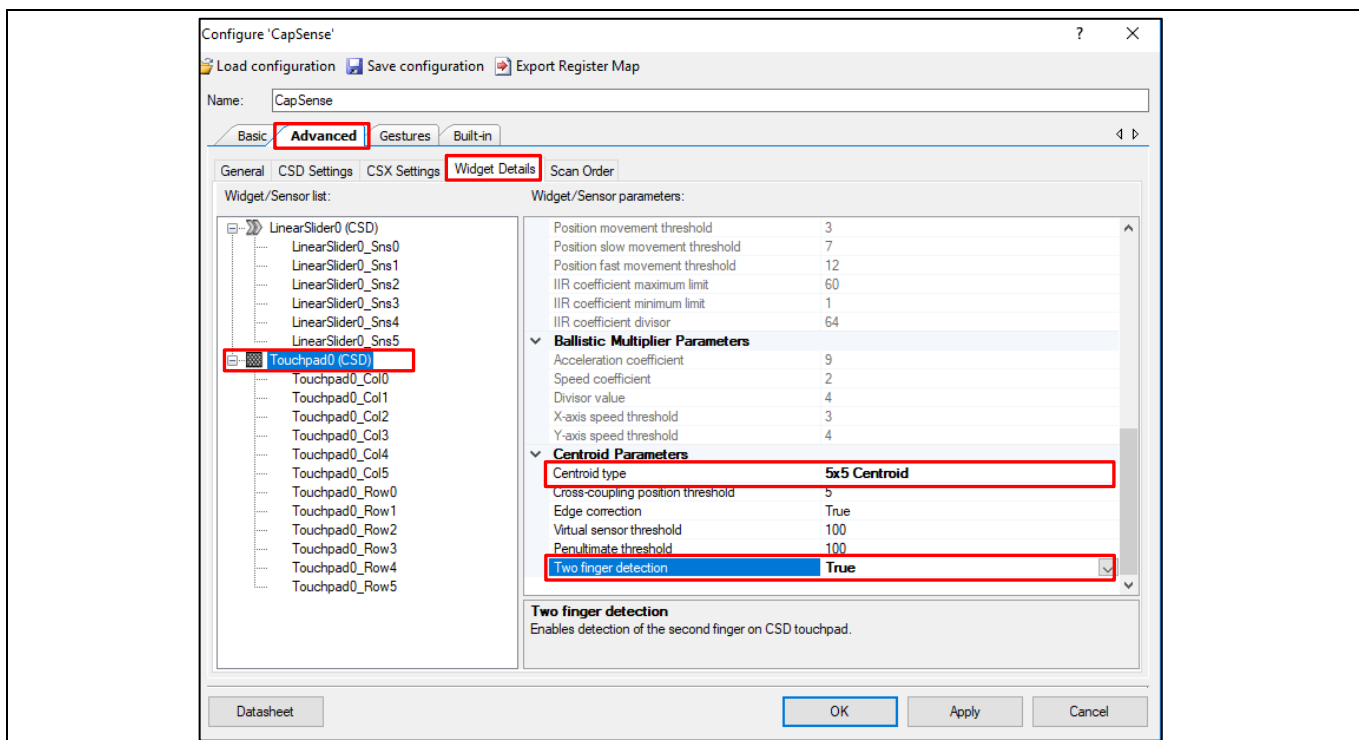 Configure 'CapSense'
?
Load configuration Save configuration Export Register Map
Name: CapSense
Basic Advanced Gestures Built-in
General CSD Settings CSX Settings Widget Details Scan Order
Widget/Sensor list: Widget/Sensor parameters:
LinearSlider0 (CSD)
LinearSlider0_Sns0
LinearSlider0_Sns1
LinearSlider0_Sns2
LinearSlider0_Sns3
LinearSlider0_Sns4
LinearSlider0_Sns5
Touchpad0 (CSD)
Touchpad0_Col0
Touchpad0_Col1
Touchpad0_Col2
Touchpad0_Col3
Touchpad0_Col4
Touchpad0_Col5
Touchpad0_Row0
Touchpad0_Row1
Touchpad0_Row2
Touchpad0_Row3
Touchpad0_Row4
Touchpad0_Row5
Position movement threshold 3
Position slow movement threshold 7
Position fast movement threshold 12
IIR coefficient maximum limit 60
IIR coefficient minimum limit 1
IIR coefficient divisor 64
Ballistic Multiplier Parameters
Acceleration coefficient 9
Speed coefficient 2
Divisor value 4
X-axis speed threshold 3
Y-axis speed threshold 4
Centroid Parameters
Centroid type 5x5 Centroid
Cross-coupling position threshold 5
Edge correction True
Virtual sensor threshold 100
Penultimate threshold 100
Two finger detection True
Two finger detection
Enables detection of the second finger on CSD touchpad.
Datasheet OK Apply Cancel